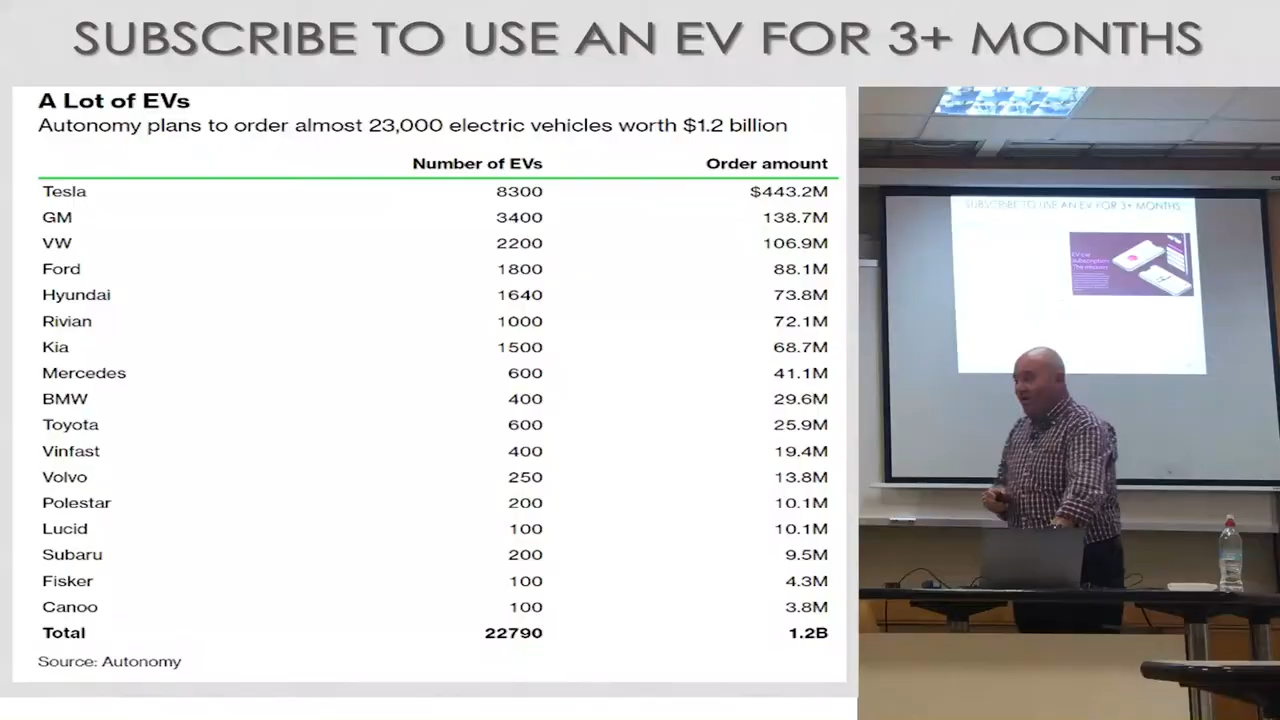 SUBSCRIBE TO USE AN EV FOR 3+ MONTHS
A Lot of EVs
Autonomy plans to order almost 23,000 electric vehicles worth $1.2 billion
Number of EVs Order amount
Tesla 8300 $443.2M
GM 3400 138.7M
VW 2200 106.9M
Ford 1800 88.1M
Hyundai 1640 73.8M
Rivian 1000 72.1M
Kia 1500 68.7M
Mercedes 600 41.1M
BMW 400 29.6M
Toyota 600 25.9M
Vinfast 400 19.4M
Volvo 250 13.8M
Polestar 200 10.1M
Lucid 100 10.1M
Subaru 200 9.5M
Fisker 100 4.3M
Canoo 100 3.8M
Total 22790 1.2B
Source: Autonomy
SUBSCRIBE TO USE AN EV FOR 3+ MONTHS
EV car
subscription
The mission